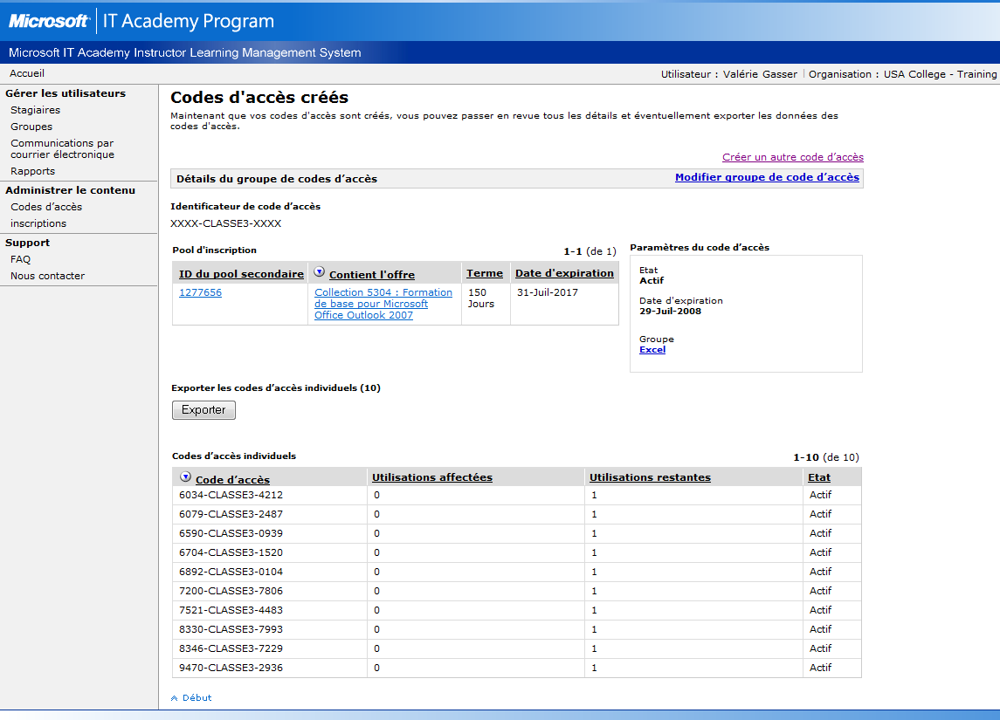 Microsoft IT Academy Program
Microsoft IT Academy Instructor Learning Management System
Accueil
Utilisateur : Valérie Gasser | Organisation : USA College - Training
Gérer les utilisateurs
Stagiaires
Groupes
Communications par
courrier électronique
Rapports
Administrer le contenu
Codes d’accès
inscriptions
Support
FAQ
Nous contacter
Codes d'accès créés
Maintenant que vos codes d'accès sont créés, vous pouvez passer en revue tous les détails et éventuellement exporter les données des
codes d'accès.
Créer un autre code d’accès
Détails du groupe de codes d’accès
Modifier groupe de code d’accès
Identificateur de code d’accès
XXXX-CLASSE3-XXXX
Pool d'inscription
1-1 (de 1)
ID du pool secondaire Contient l'offre Terme Date d'expiration
1277656
Collection 5304 : Formation
de base pour Microsoft
Office Outlook 2007
150
Jours
31-Juil-2017
Paramètres du code d’accès
Etat
Actif
Date d'expiration
29-Juil-2008
Groupe
Excel
Exporter les codes d’accès individuels (10)
Exporter
Codes d’accès individuels
1-10 (de 10)
Code d’accès Utilisations affectées Utilisations restantes Etat
6034-CLASSE3-4212 0 1 Actif
6079-CLASSE3-2487 0 1 Actif
6590-CLASSE3-0939 0 1 Actif
6704-CLASSE3-1520 0 1 Actif
6892-CLASSE3-0104 0 1 Actif
7200-CLASSE3-7806 0 1 Actif
7521-CLASSE3-4483 0 1 Actif
8330-CLASSE3-7993 0 1 Actif
8346-CLASSE3-7229 0 1 Actif
9470-CLASSE3-2936 0 1 Actif
Début